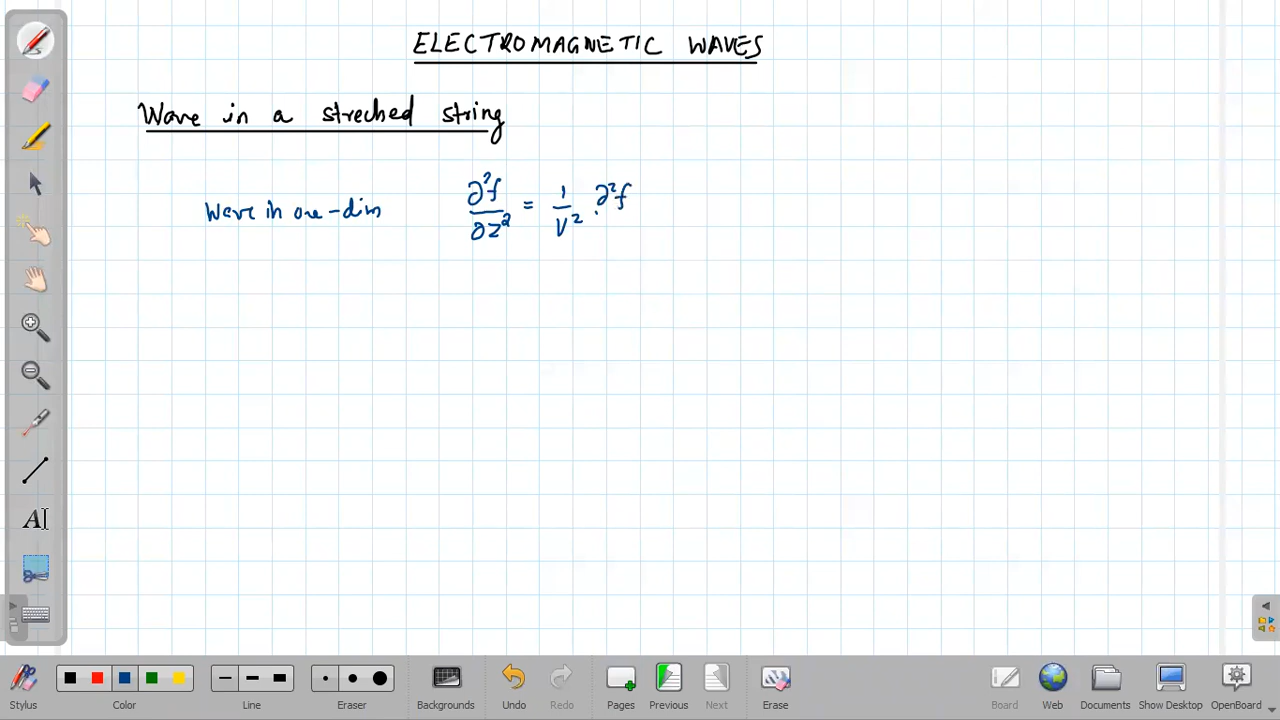 ELECTROMAGNETIC WAVES
Wave in a streched string
Wave in one-dim ∂²f/∂z² = 1/V² . ∂²f
A
Stylus
Color
Line
Eraser
Backgrounds
Undo
Redo
Pages
Previous
Next
Erase
Board
Web
Documents
Show Desktop
OpenBoard